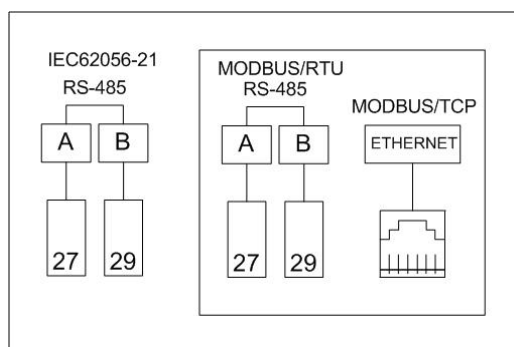 IEC62056-21
RS-485
A B
27 29
MODBUS/RTU
RS-485
A B
27 29
MODBUS/TCP
ETHERNET